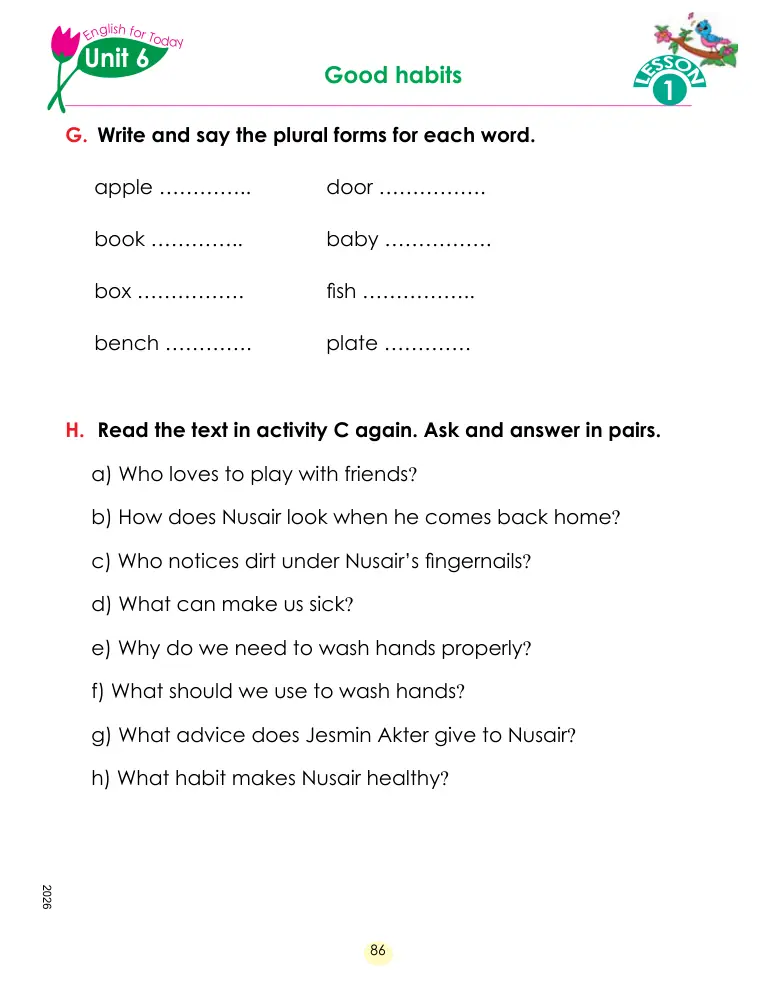 English for Today
Unit 6
Good habits
LESSON
1
G. Write and say the plural forms for each word.
apple ………….. door …………….
book ………….. baby …………….
box ……………. fish ……………..
bench …………. plate ………….
H. Read the text in activity C again. Ask and answer in pairs.
a) Who loves to play with friends?
b) How does Nusair look when he comes back home?
c) Who notices dirt under Nusair’s fingernails?
d) What can make us sick?
e) Why do we need to wash hands properly?
f) What should we use to wash hands?
g) What advice does Jesmin Akter give to Nusair?
h) What habit makes Nusair healthy?
2026
86